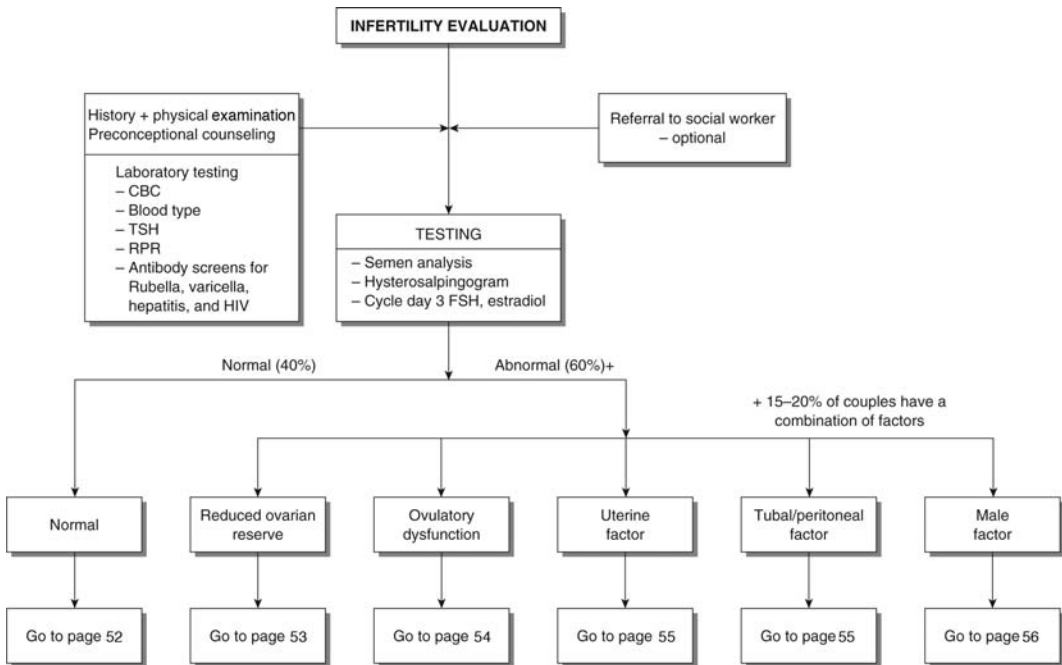 INFERTILITY EVALUATION
History + physical examination
Preconceptional counseling
Laboratory testing
– CBC
– Blood type
– TSH
– RPR
– Antibody screens for
Rubella, varicella,
hepatitis, and HIV
Referral to social worker
– optional
TESTING
– Semen analysis
– Hysterosalpingogram
– Cycle day 3 FSH, estradiol
Normal (40%)
Abnormal (60%)+
+ 15–20% of couples have a
combination of factors
Normal
Reduced ovarian
reserve
Ovulatory
dysfunction
Uterine
factor
Tubal/peritoneal
factor
Male
factor
Go to page 52
Go to page 53
Go to page 54
Go to page 55
Go to page 55
Go to page 56